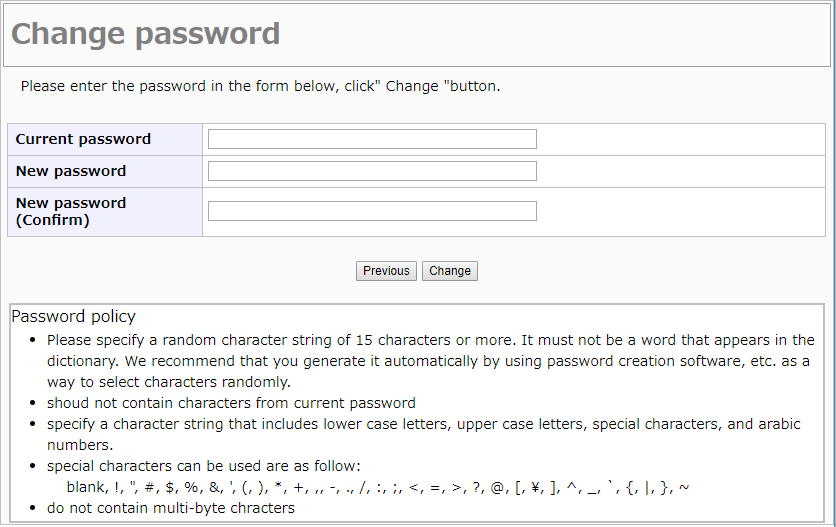 Change password
Please enter the password in the form below, click" Change "button.
Current password
New password
New password
(Confirm)
Previous Change
Password policy
• Please specify a random character string of 15 characters or more. It must not be a word that appears in the
dictionary. We recommend that you generate it automatically by using password creation software, etc. as a
way to select characters randomly.
• shoud not contain characters from current password
• specify a character string that includes lower case letters, upper case letters, special characters, and arabic
numbers.
• special characters can be used are as follow:
blank, !, ", #, $, %, &, ', (, ), *, +, ,, -, ., /, :, ;, <, =, >, ?, @, [, ¥, ], ^, _, `, {, |, }, ~
• do not contain multi-byte chracters